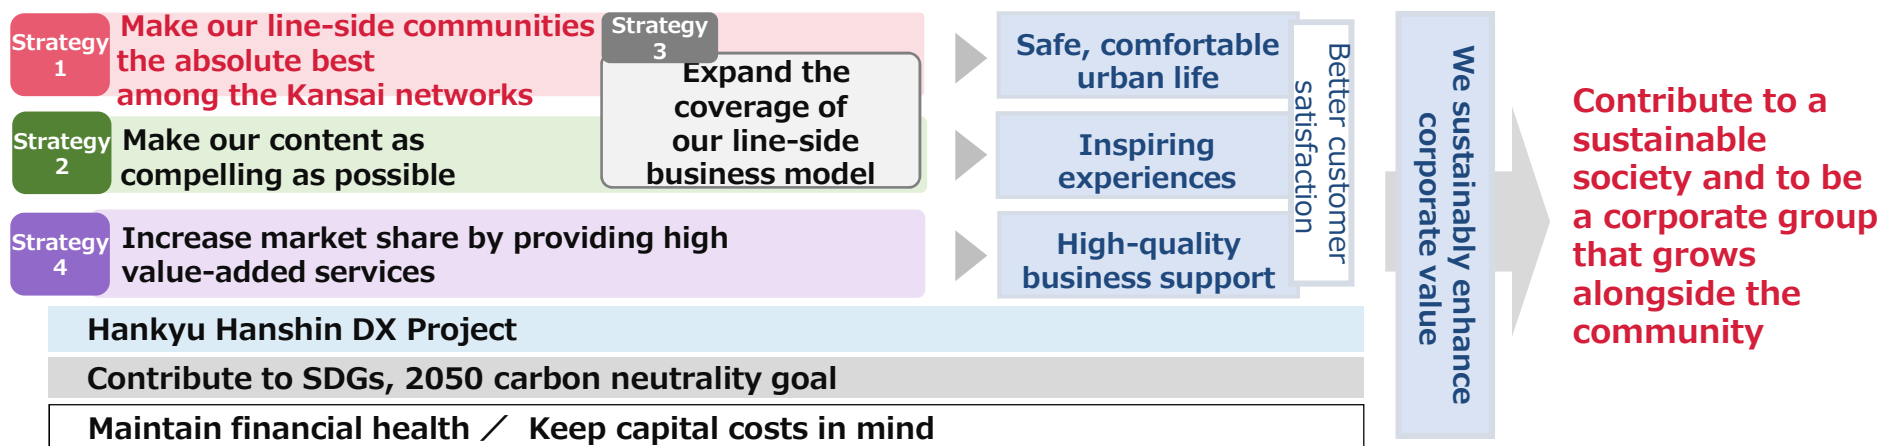 Strategy
1
Make our line-side communities
the absolute best
among the Kansai networks
Strategy
2
Make our content as
compelling as possible
Strategy
3
Expand the
coverage of
our line-side
business model
Strategy
4
Increase market share by providing high
value-added services
Safe, comfortable
urban life
Inspiring
experiences
High-quality
business support
Better customer
satisfaction
We sustainably enhance
corporate value
Contribute to a
sustainable
society and to be
a corporate group
that grows
alongside the
community
Hankyu Hanshin DX Project
Contribute to SDGs, 2050 carbon neutrality goal
Maintain financial health ／ Keep capital costs in mind